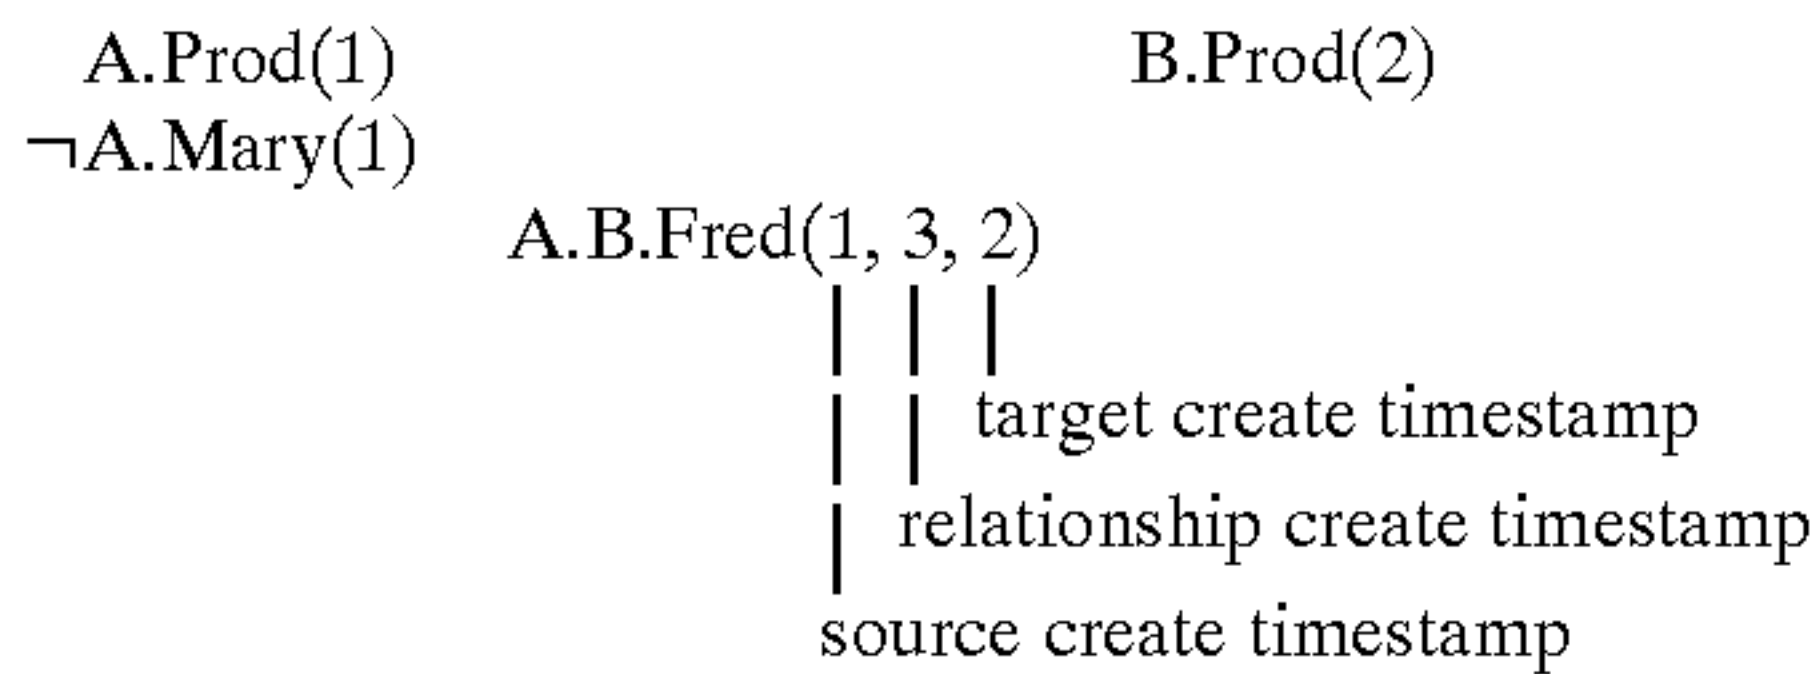 A.Prod(1) B.Prod(2)
¬A.Mary(1)
A.B.Fred(1, 3, 2)
target create timestamp
relationship create timestamp
source create timestamp